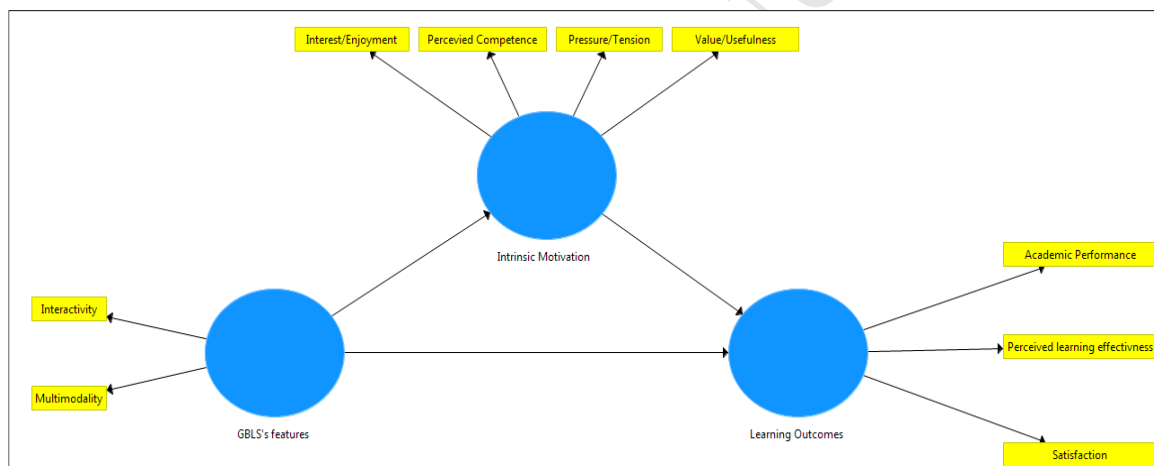 Interest/Enjoyment
Percevied Competence
Pressure/Tension
Value/Usefulness
Intrinsic Motivation
Academic Performance
Interactivity
Perceived learning effectivness
Multimodality
GBLS's features
Learning Outcomes
Satisfaction